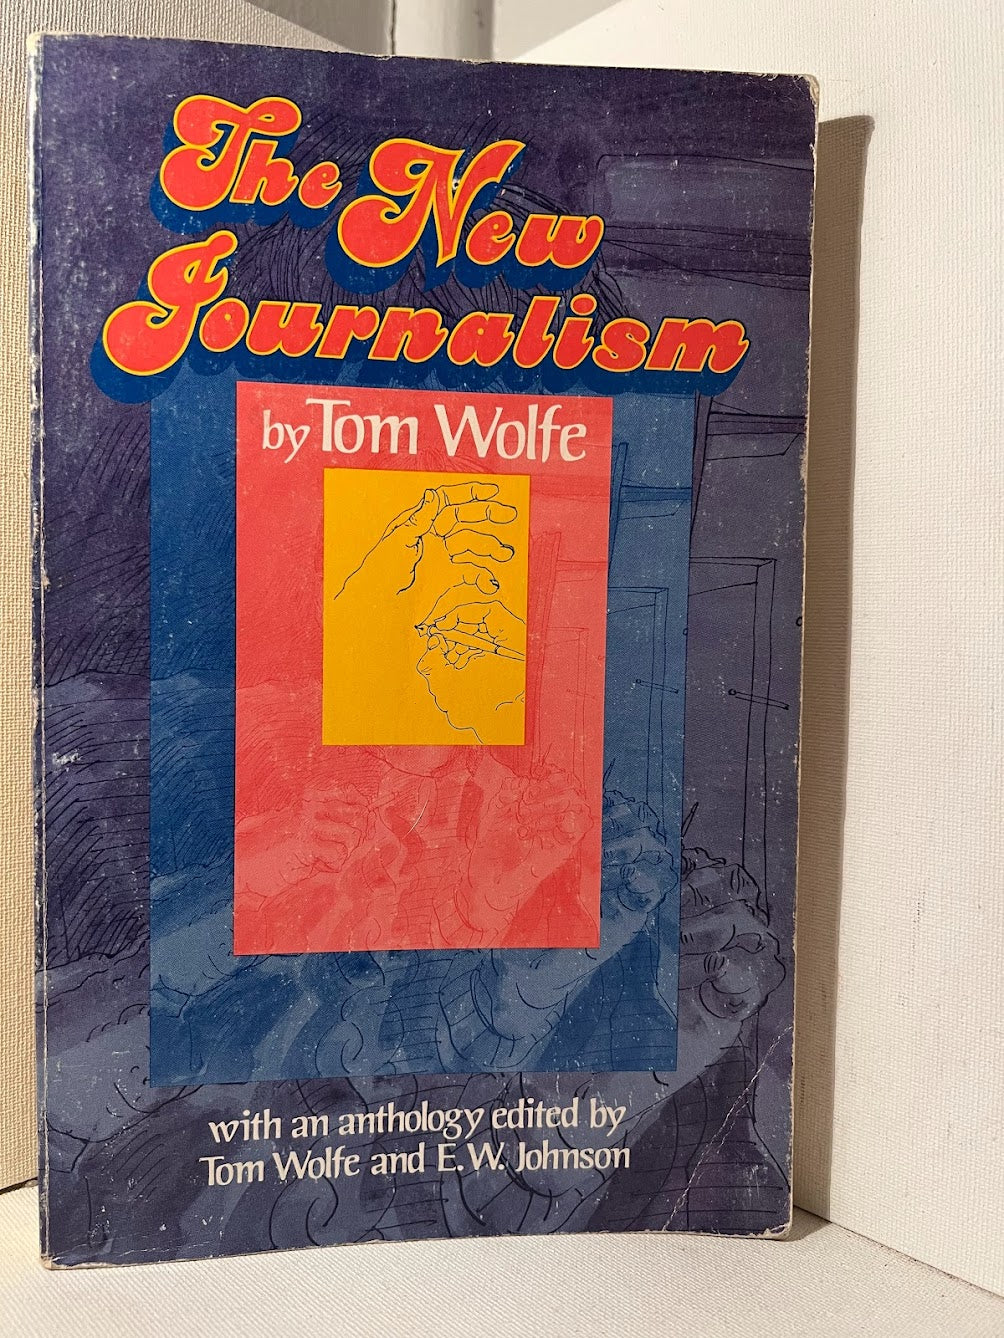 The New
Journalism
by Tom Wolfe
with an anthology edited by
Tom Wolfe and E.W. Johnson